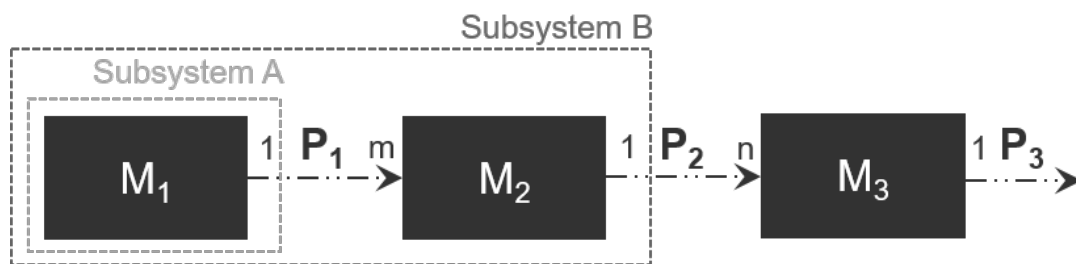 Subsystem B
Subsystem A
M₁ 1 P₁ m M₂ 1 P₂ n M₃ 1 P₃